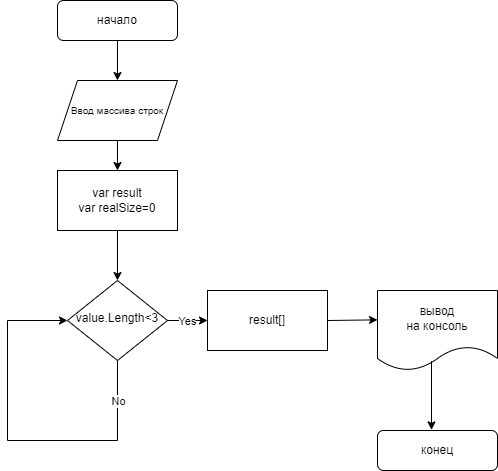 начало
Ввод массива строк
var result
var realSize=0
value.Length<3
Yes
result[]
вывод
на консоль
No
конец